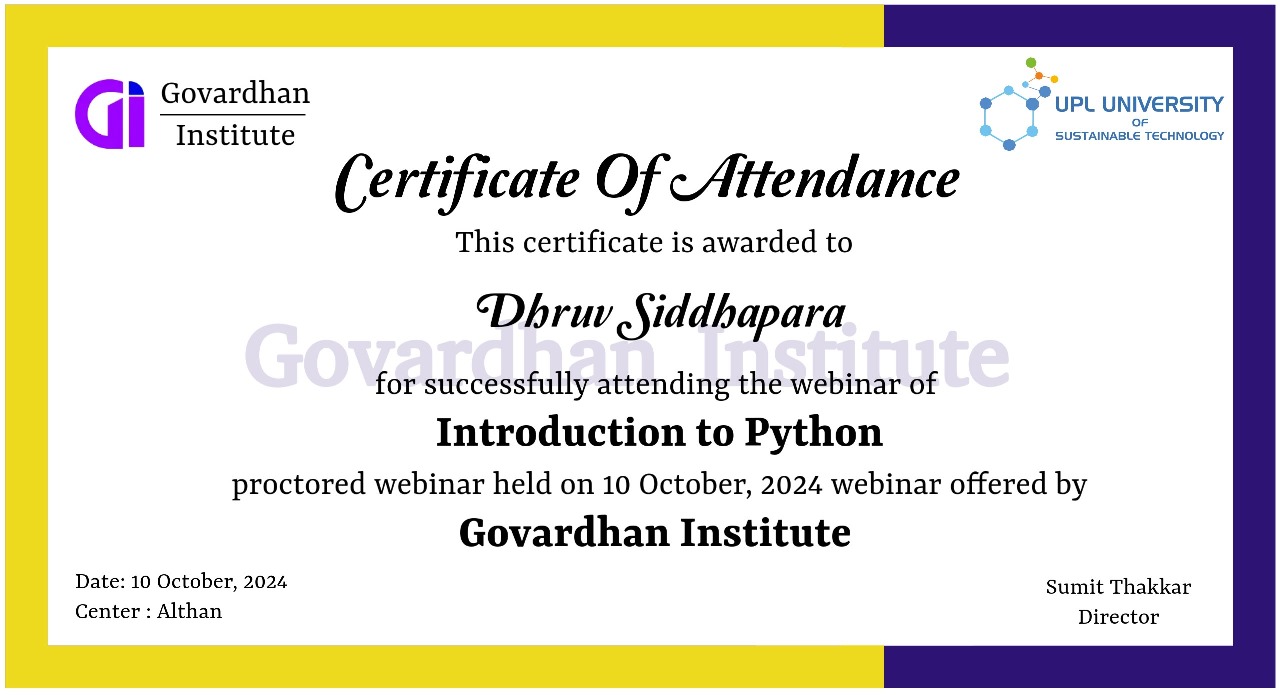 Govardhan
Institute
UPL UNIVERSITY
OF
SUSTAINABLE TECHNOLOGY
Certificate Of Attendance
This certificate is awarded to
Dhruv Siddhapara
Govardhan Institute
for successfully attending the webinar of
Introduction to Python
proctored webinar held on 10 October, 2024 webinar offered by
Govardhan Institute
Date: 10 October, 2024
Center : Althan
Sumit Thakkar
Director